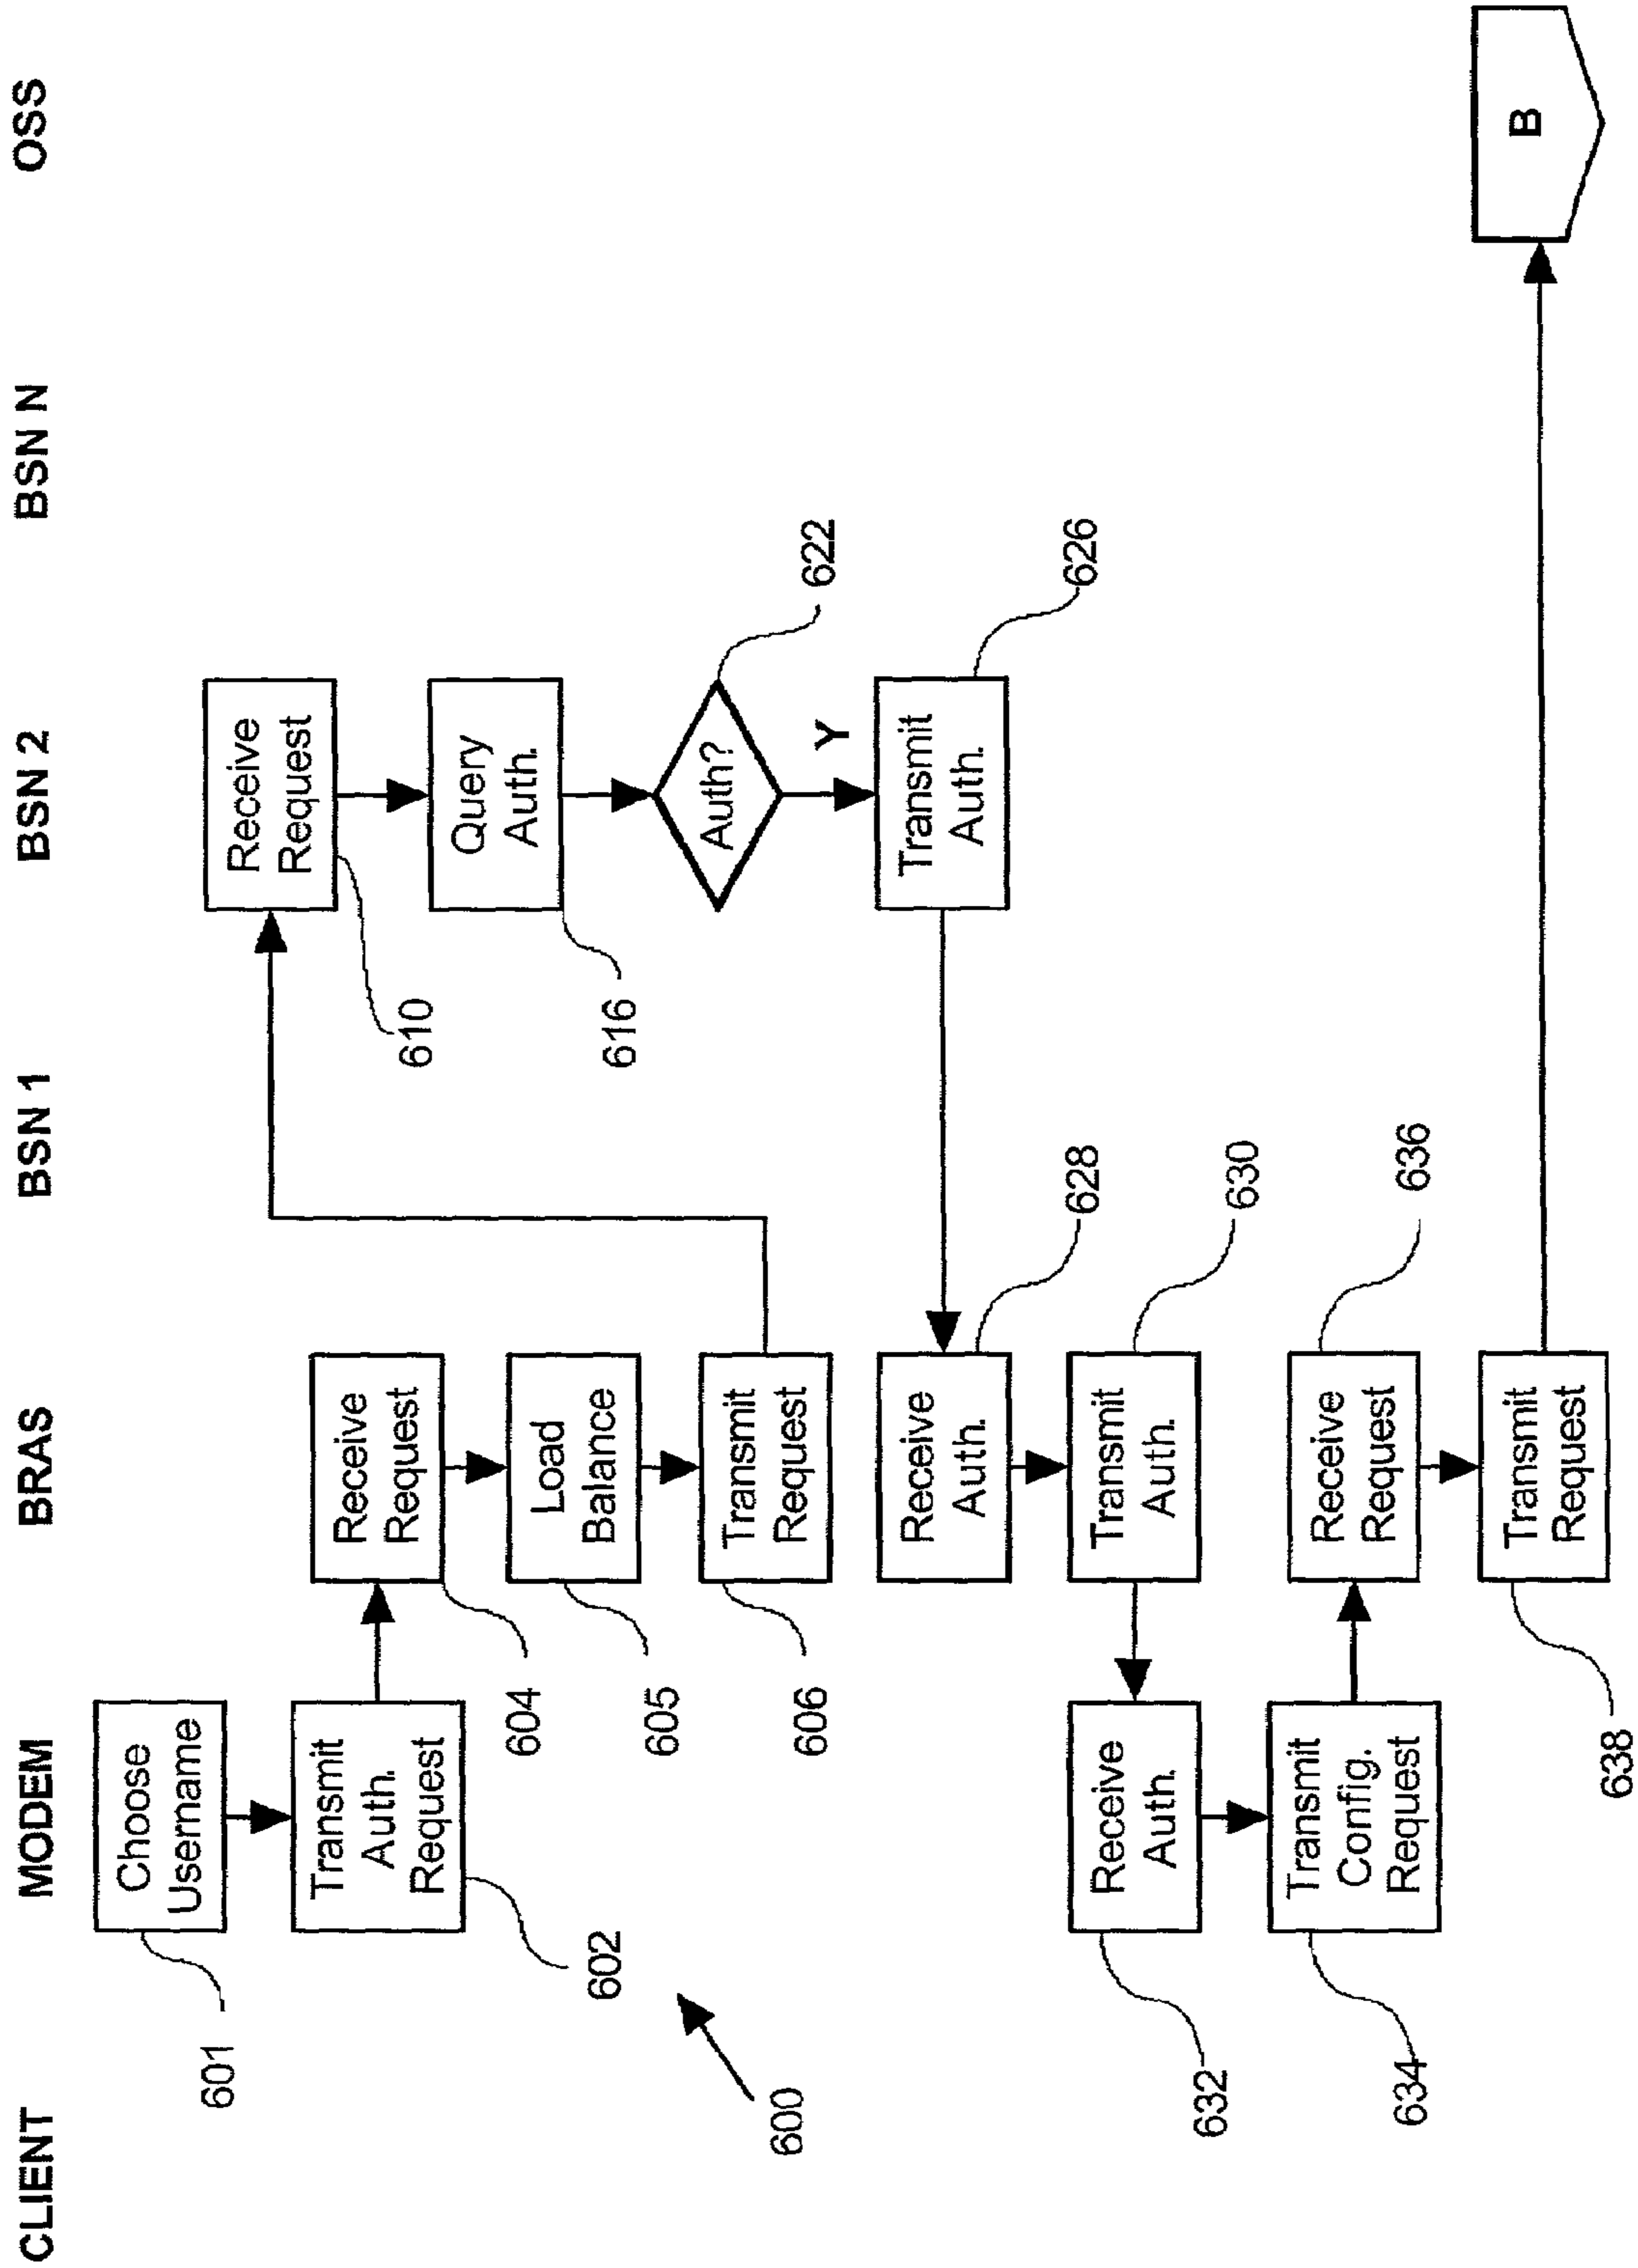 CLIENT
MODEM
BRAS
BSN 1
BSN 2
BSN N
OSS
601
Choose
Username
Transmit
Auth.
Request
602
600
Receive
Request
604
Load
Balance
605
Transmit
Request
606
Receive
Request
610
Query
Auth.
616
Auth?
622
Y
Transmit
Auth.
626
Receive
Auth.
628
Transmit
Auth.
630
Receive
Auth.
632
Transmit
Config.
Request
634
Receive
Request
636
Transmit
Request
638
B